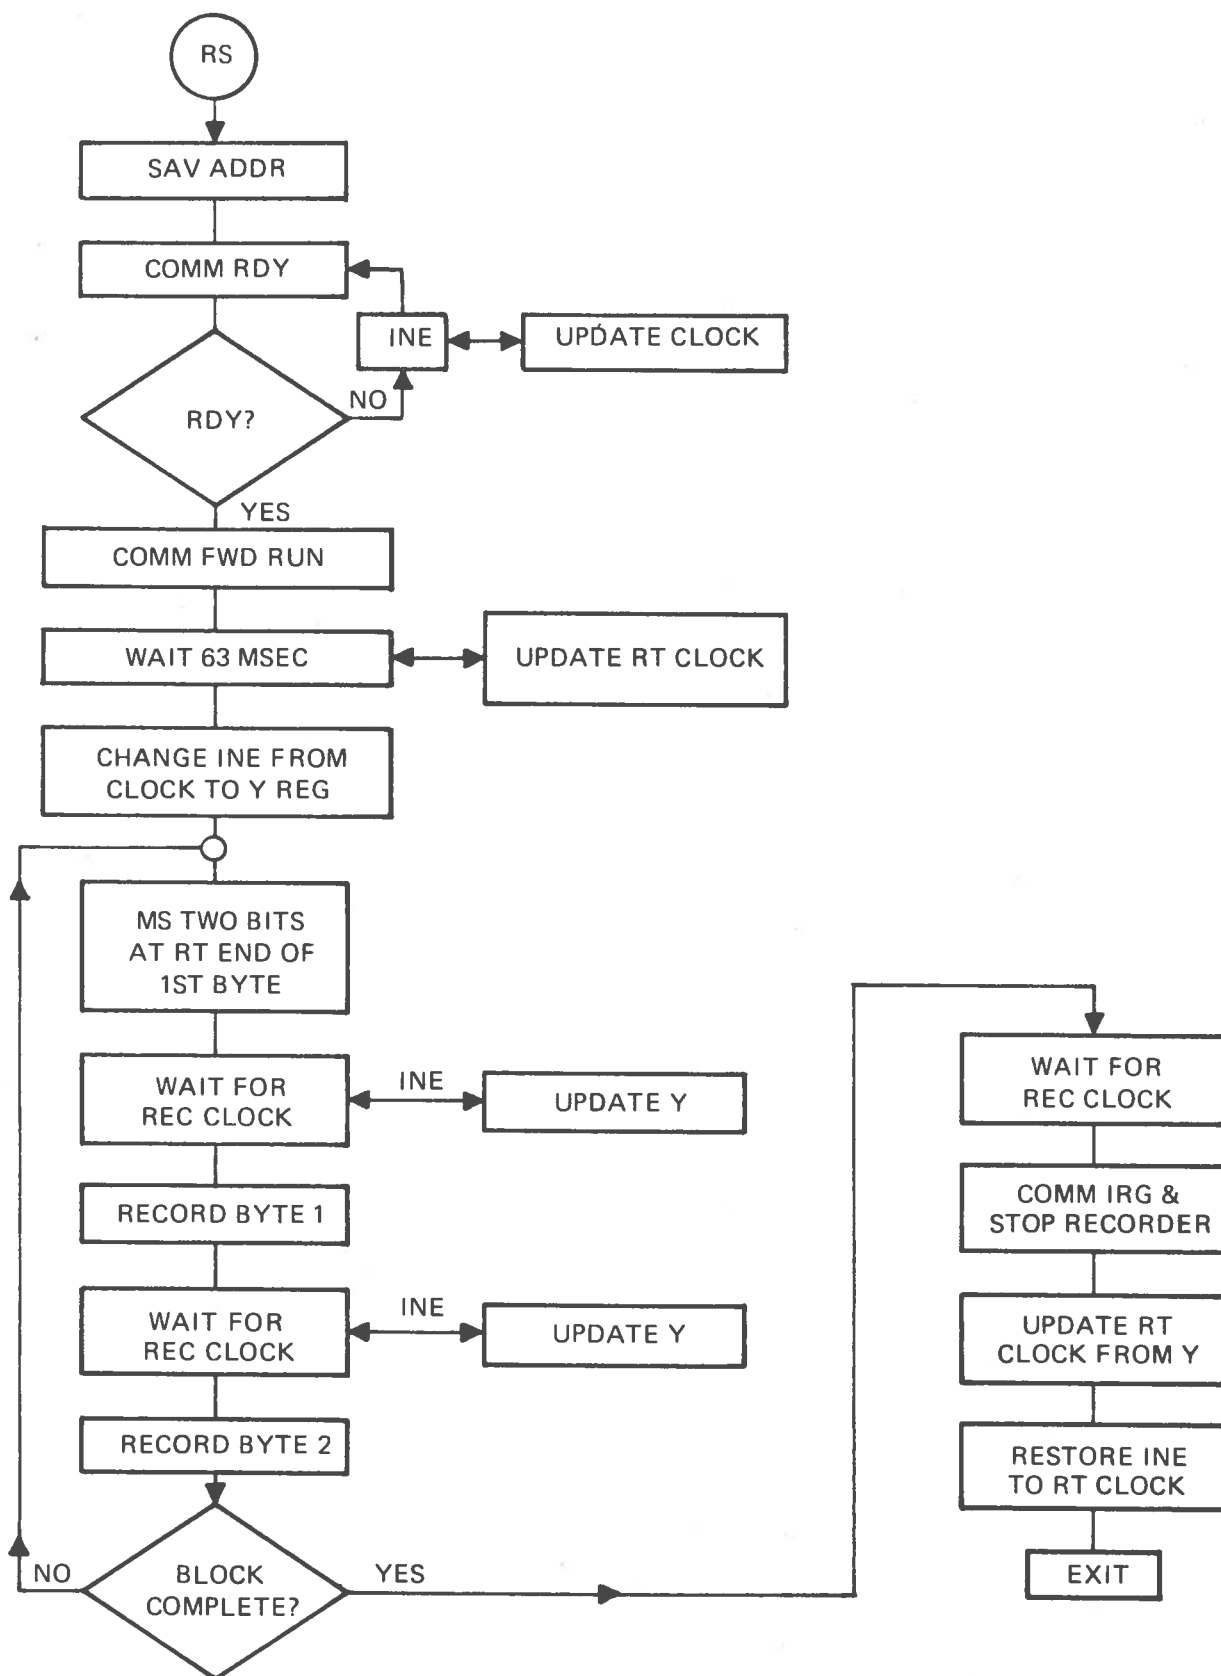 RS
SAV ADDR
COMM RDY
INE
UPDATE CLOCK
RDY?
NO
YES
COMM FWD RUN
WAIT 63 MSEC
UPDATE RT CLOCK
CHANGE INE FROM
CLOCK TO Y REG
MS TWO BITS
AT RT END OF
1ST BYTE
WAIT FOR
REC CLOCK
INE
UPDATE Y
RECORD BYTE 1
WAIT FOR
REC CLOCK
INE
UPDATE Y
RECORD BYTE 2
BLOCK
COMPLETE?
NO
YES
WAIT FOR
REC CLOCK
COMM IRG &
STOP RECORDER
UPDATE RT
CLOCK FROM Y
RESTORE INE
TO RT CLOCK
EXIT